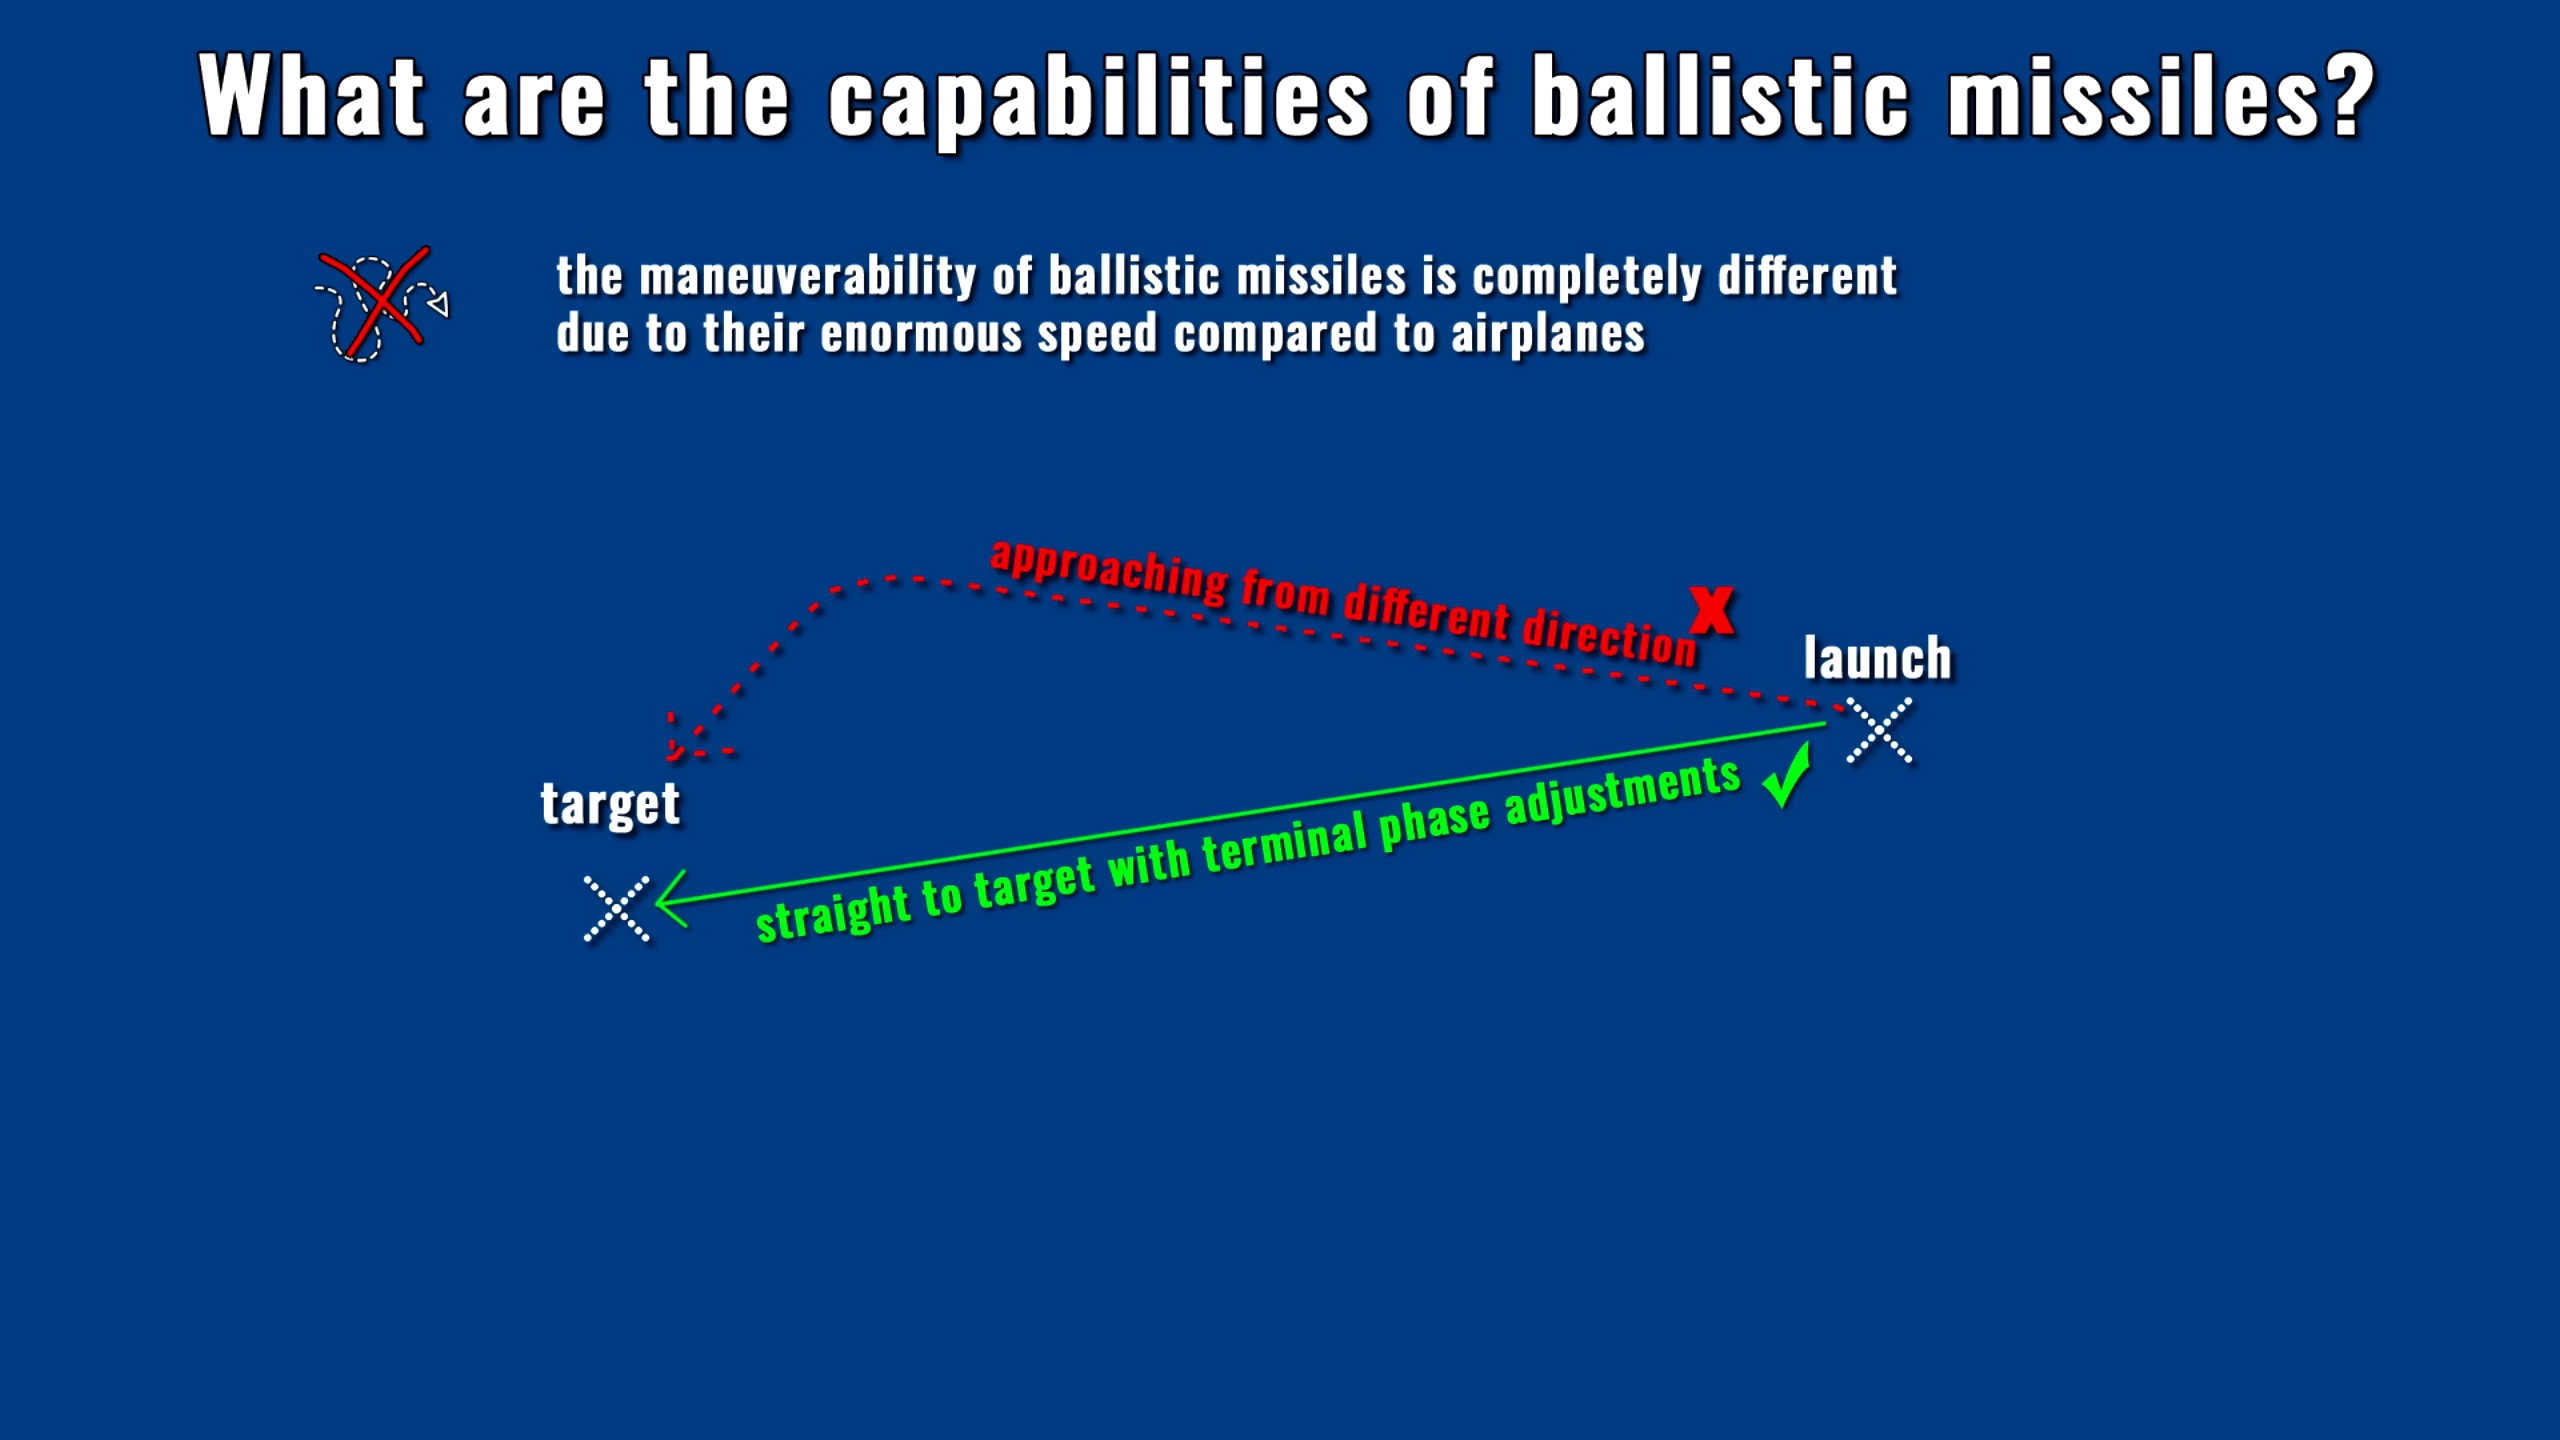 What are the capabilities of ballistic missiles?
the maneuverability of ballistic missiles is completely different
due to their enormous speed compared to airplanes
approaching from different direction X
launch
target
straight to target with terminal phase adjustments